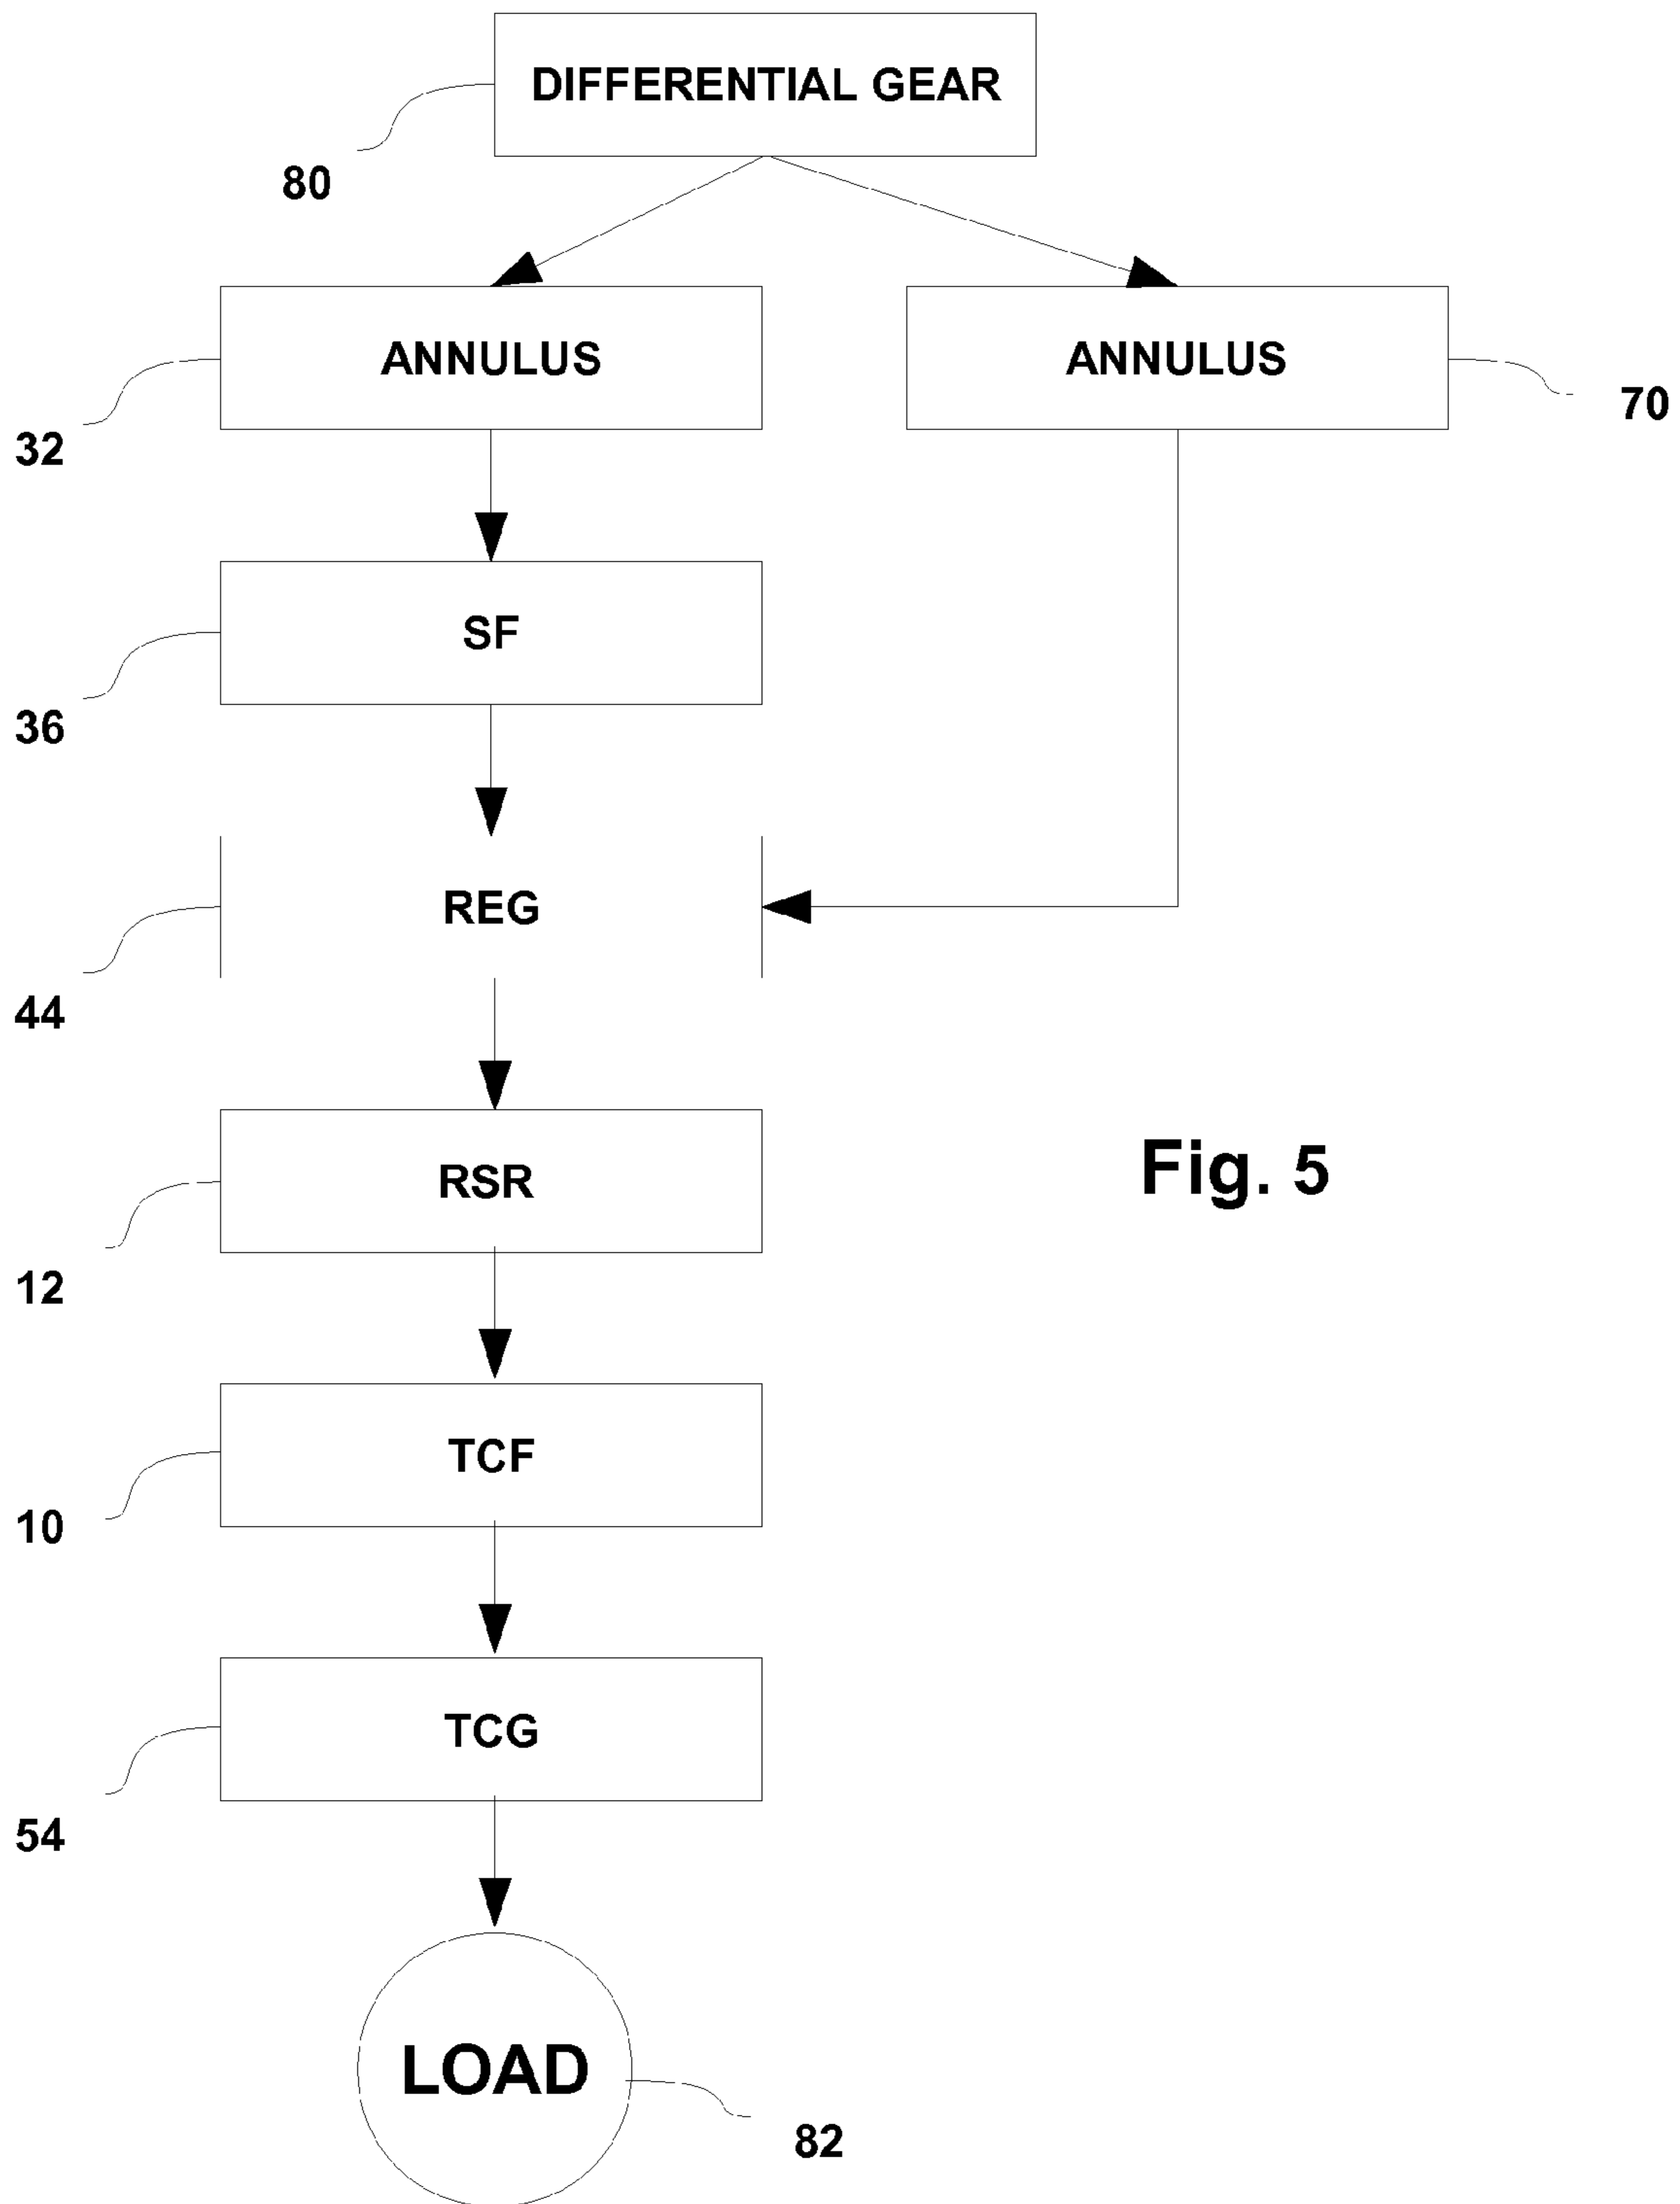 DIFFERENTIAL GEAR
80
ANNULUS
ANNULUS
32
70
SF
36
REG
44
RSR
Fig. 5
12
TCF
10
TCG
54
LOAD
82